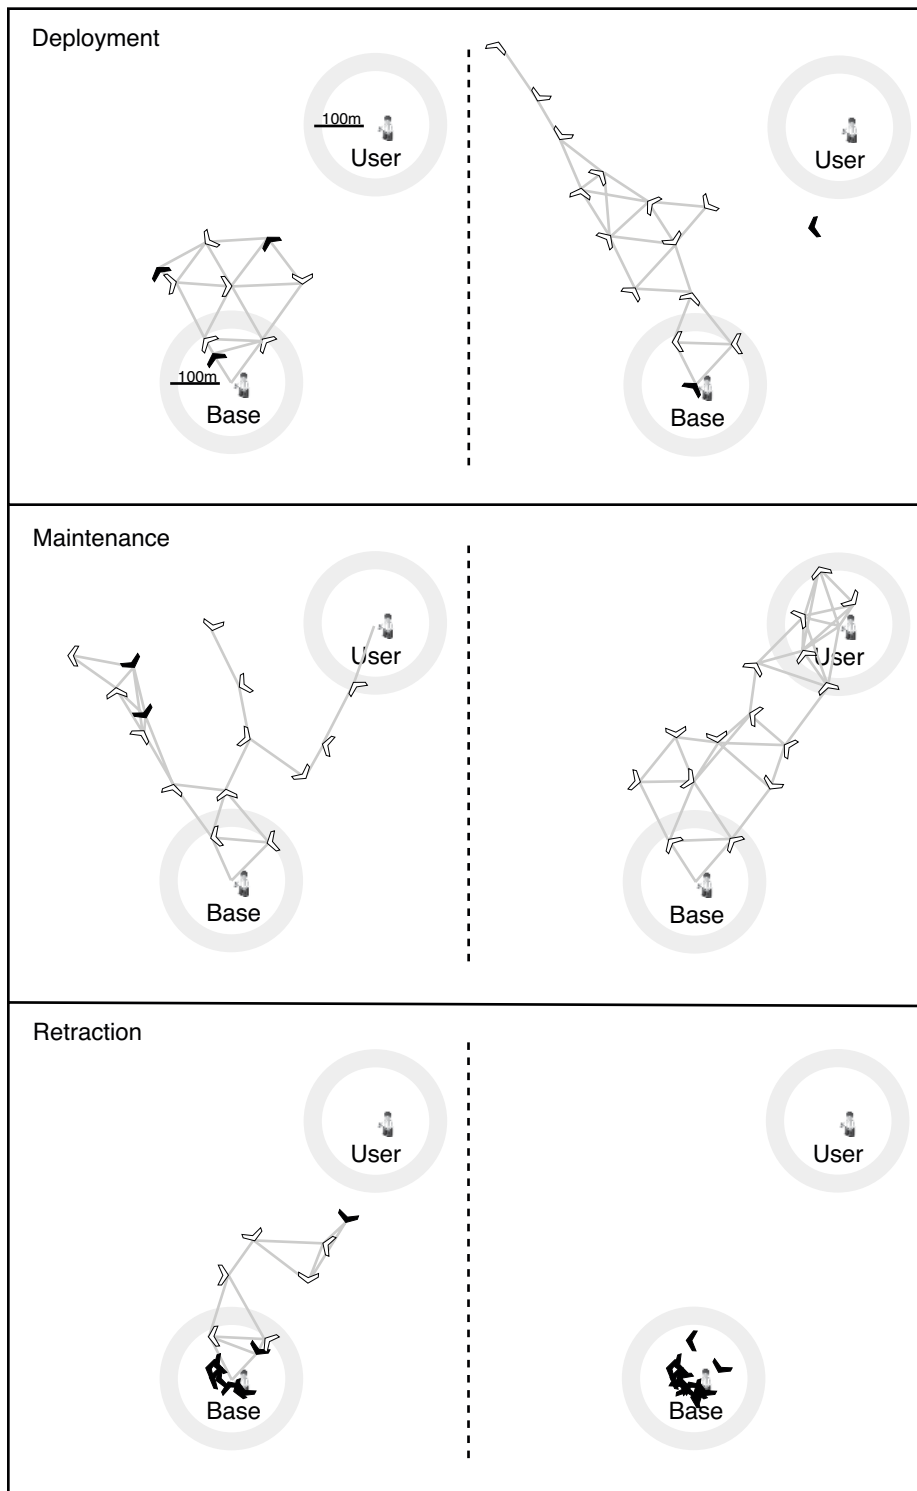 Deployment
100m
User
User
100m
Base
Base
Maintenance
User
User
Base
Base
Retraction
User
User
Base
Base